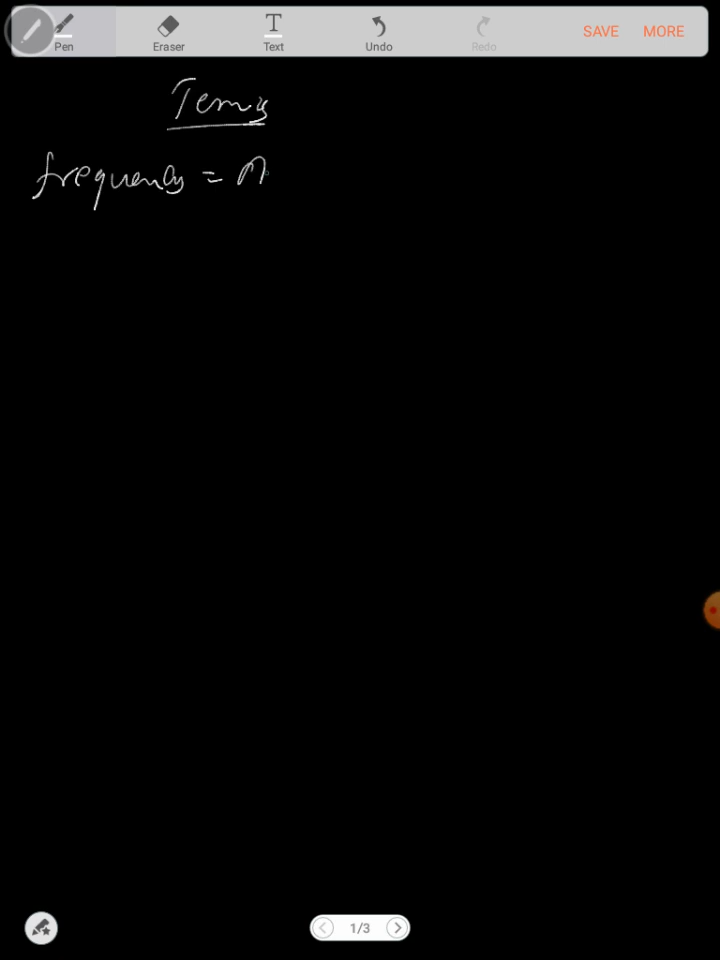 Pen Eraser Text Undo Redo SAVE MORE
Terms
frequency = n
1/3